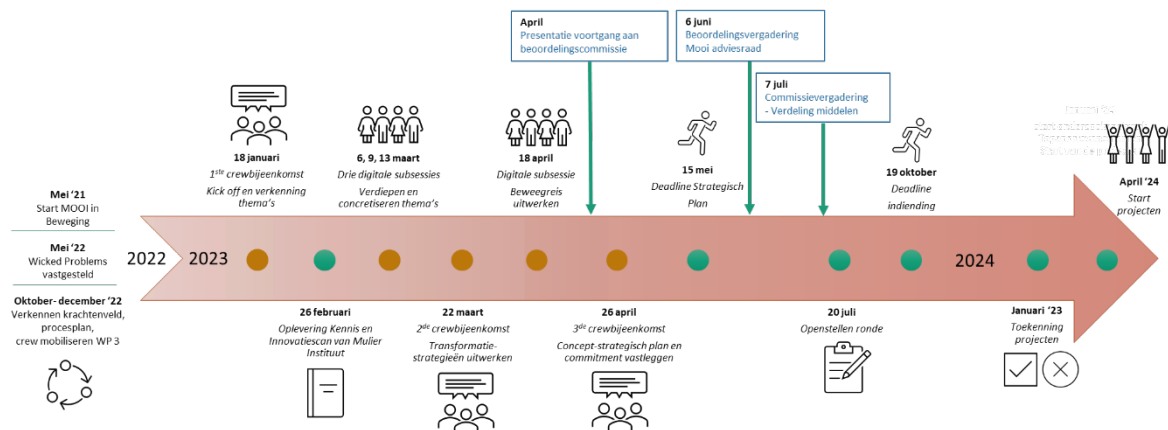 April
Presentatie voortgang aan
beoordelingscommissie
6 juni
Beoordelingsvergadering
Mooi adviesraad
7 juli
Commissievergadering
- Verdeling middelen
18 januari
1ste crewbijeenkomst
Kick off en verkenning
thema's
6, 9, 13 maart
Drie digitale subsessies
Verdiepen en
concretiseren thema's
18 april
Digitale subsessie
Beweegreis
uitwerken
15 mei
Deadline Strategisch
Plan
19 oktober
Deadline
indiening
April '24
Start
projecten
Mei '21
Start MOOI in
Beweging
Mei '22
Wicked Problems
vastgesteld
Oktober- december '22
Verkennen krachtenveld,
procesplan,
crew mobiliseren WP 3
2022
2023
2024
26 februari
Oplevering Kennis en
Innovatiescan van Mulier
Instituut
22 maart
2de crewbijeenkomst
Transformatie-
strategieën uitwerken
26 april
3de crewbijeenkomst
Concept-strategisch plan en
commitment vastleggen
20 juli
Openstellen ronde
Januari '23
Toekenning
projecten